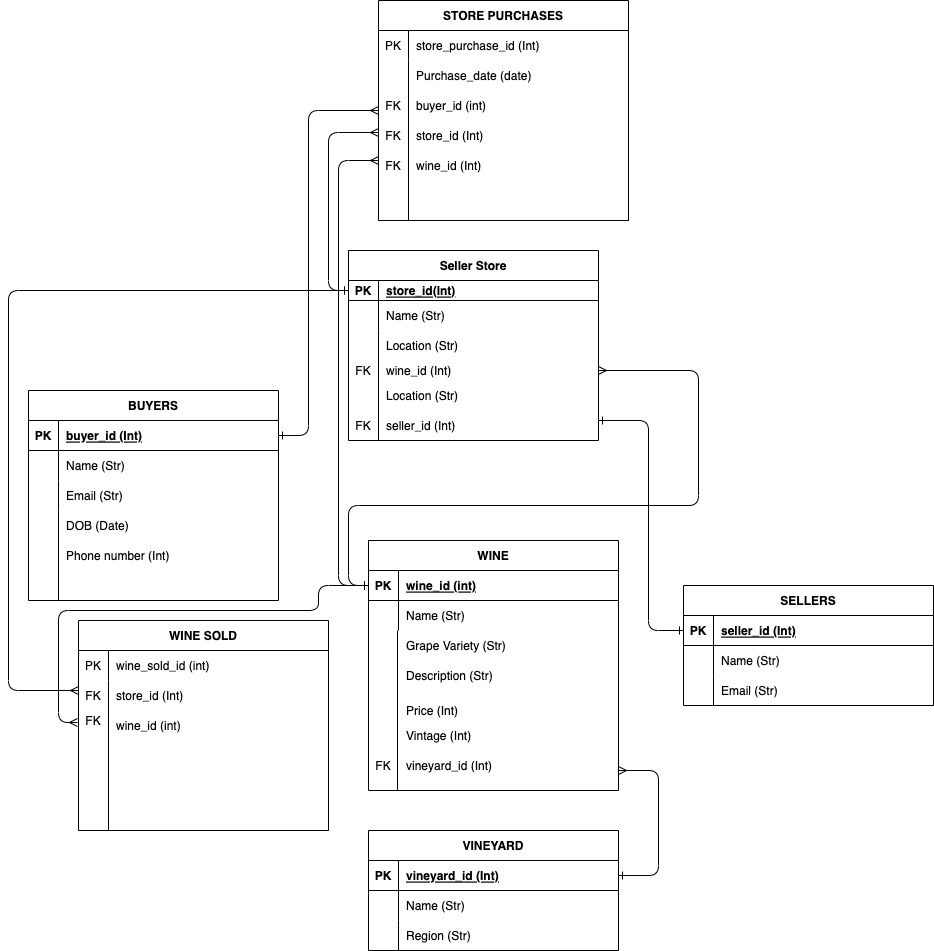 STORE PURCHASES
PK store_purchase_id (Int)
Purchase_date (date)
FK buyer_id (int)
FK store_id (Int)
FK wine_id (Int)
Seller Store
PK store_id(Int)
Name (Str)
Location (Str)
FK wine_id (Int)
Location (Str)
FK seller_id (Int)
BUYERS
PK buyer_id (Int)
Name (Str)
Email (Str)
DOB (Date)
Phone number (Int)
WINE
PK wine_id (int)
Name (Str)
Grape Variety (Str)
Description (Str)
Price (Int)
Vintage (Int)
FK vineyard_id (Int)
SELLERS
PK seller_id (Int)
Name (Str)
Email (Str)
WINE SOLD
PK wine_sold_id (int)
FK store_id (Int)
FK wine_id (int)
VINEYARD
PK vineyard_id (Int)
Name (Str)
Region (Str)